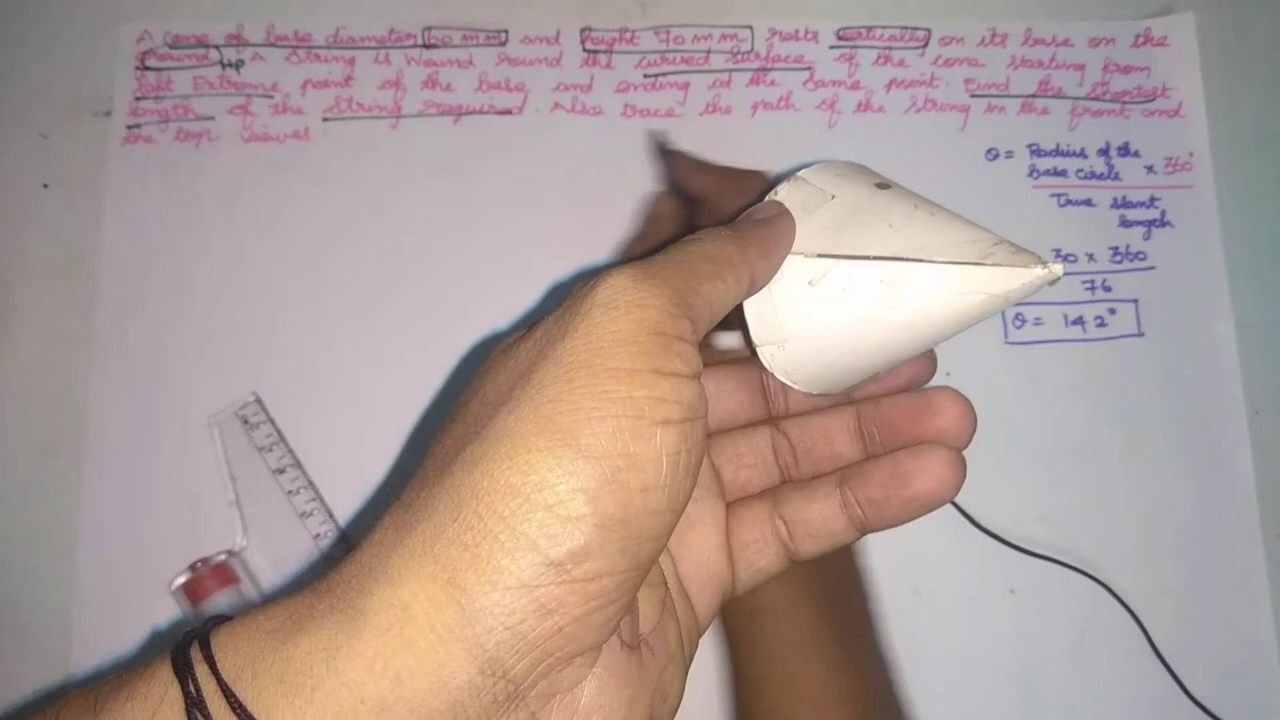 A cone of base diameter 60 mm and height 70 mm rests vertically on its base on the
Ground HP A string is wound round the curved surface of the cone starting from
left Extreme point of the base and ending at the same point. Find the shortest
length of the string required. Also trace the path of the string in the front and
the top views
θ = Radius of the base circle × 360°
True slant length
30 × 360
76
θ = 142°